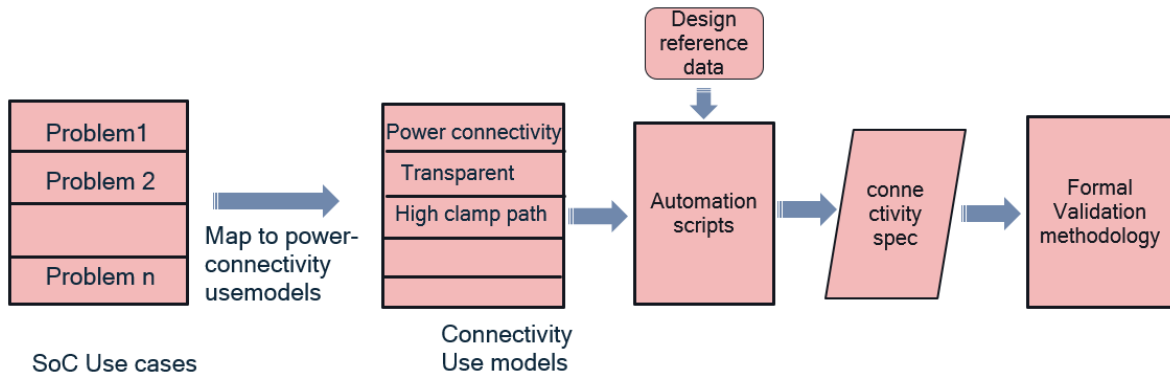 Problem1
Problem 2
Problem n
SoC Use cases
Map to power-
connectivity
usemodels
Power connectivity
Transparent
High clamp path
Connectivity
Use models
Design
reference
data
Automation
scripts
conne
ctivity
spec
Formal
Validation
methodology